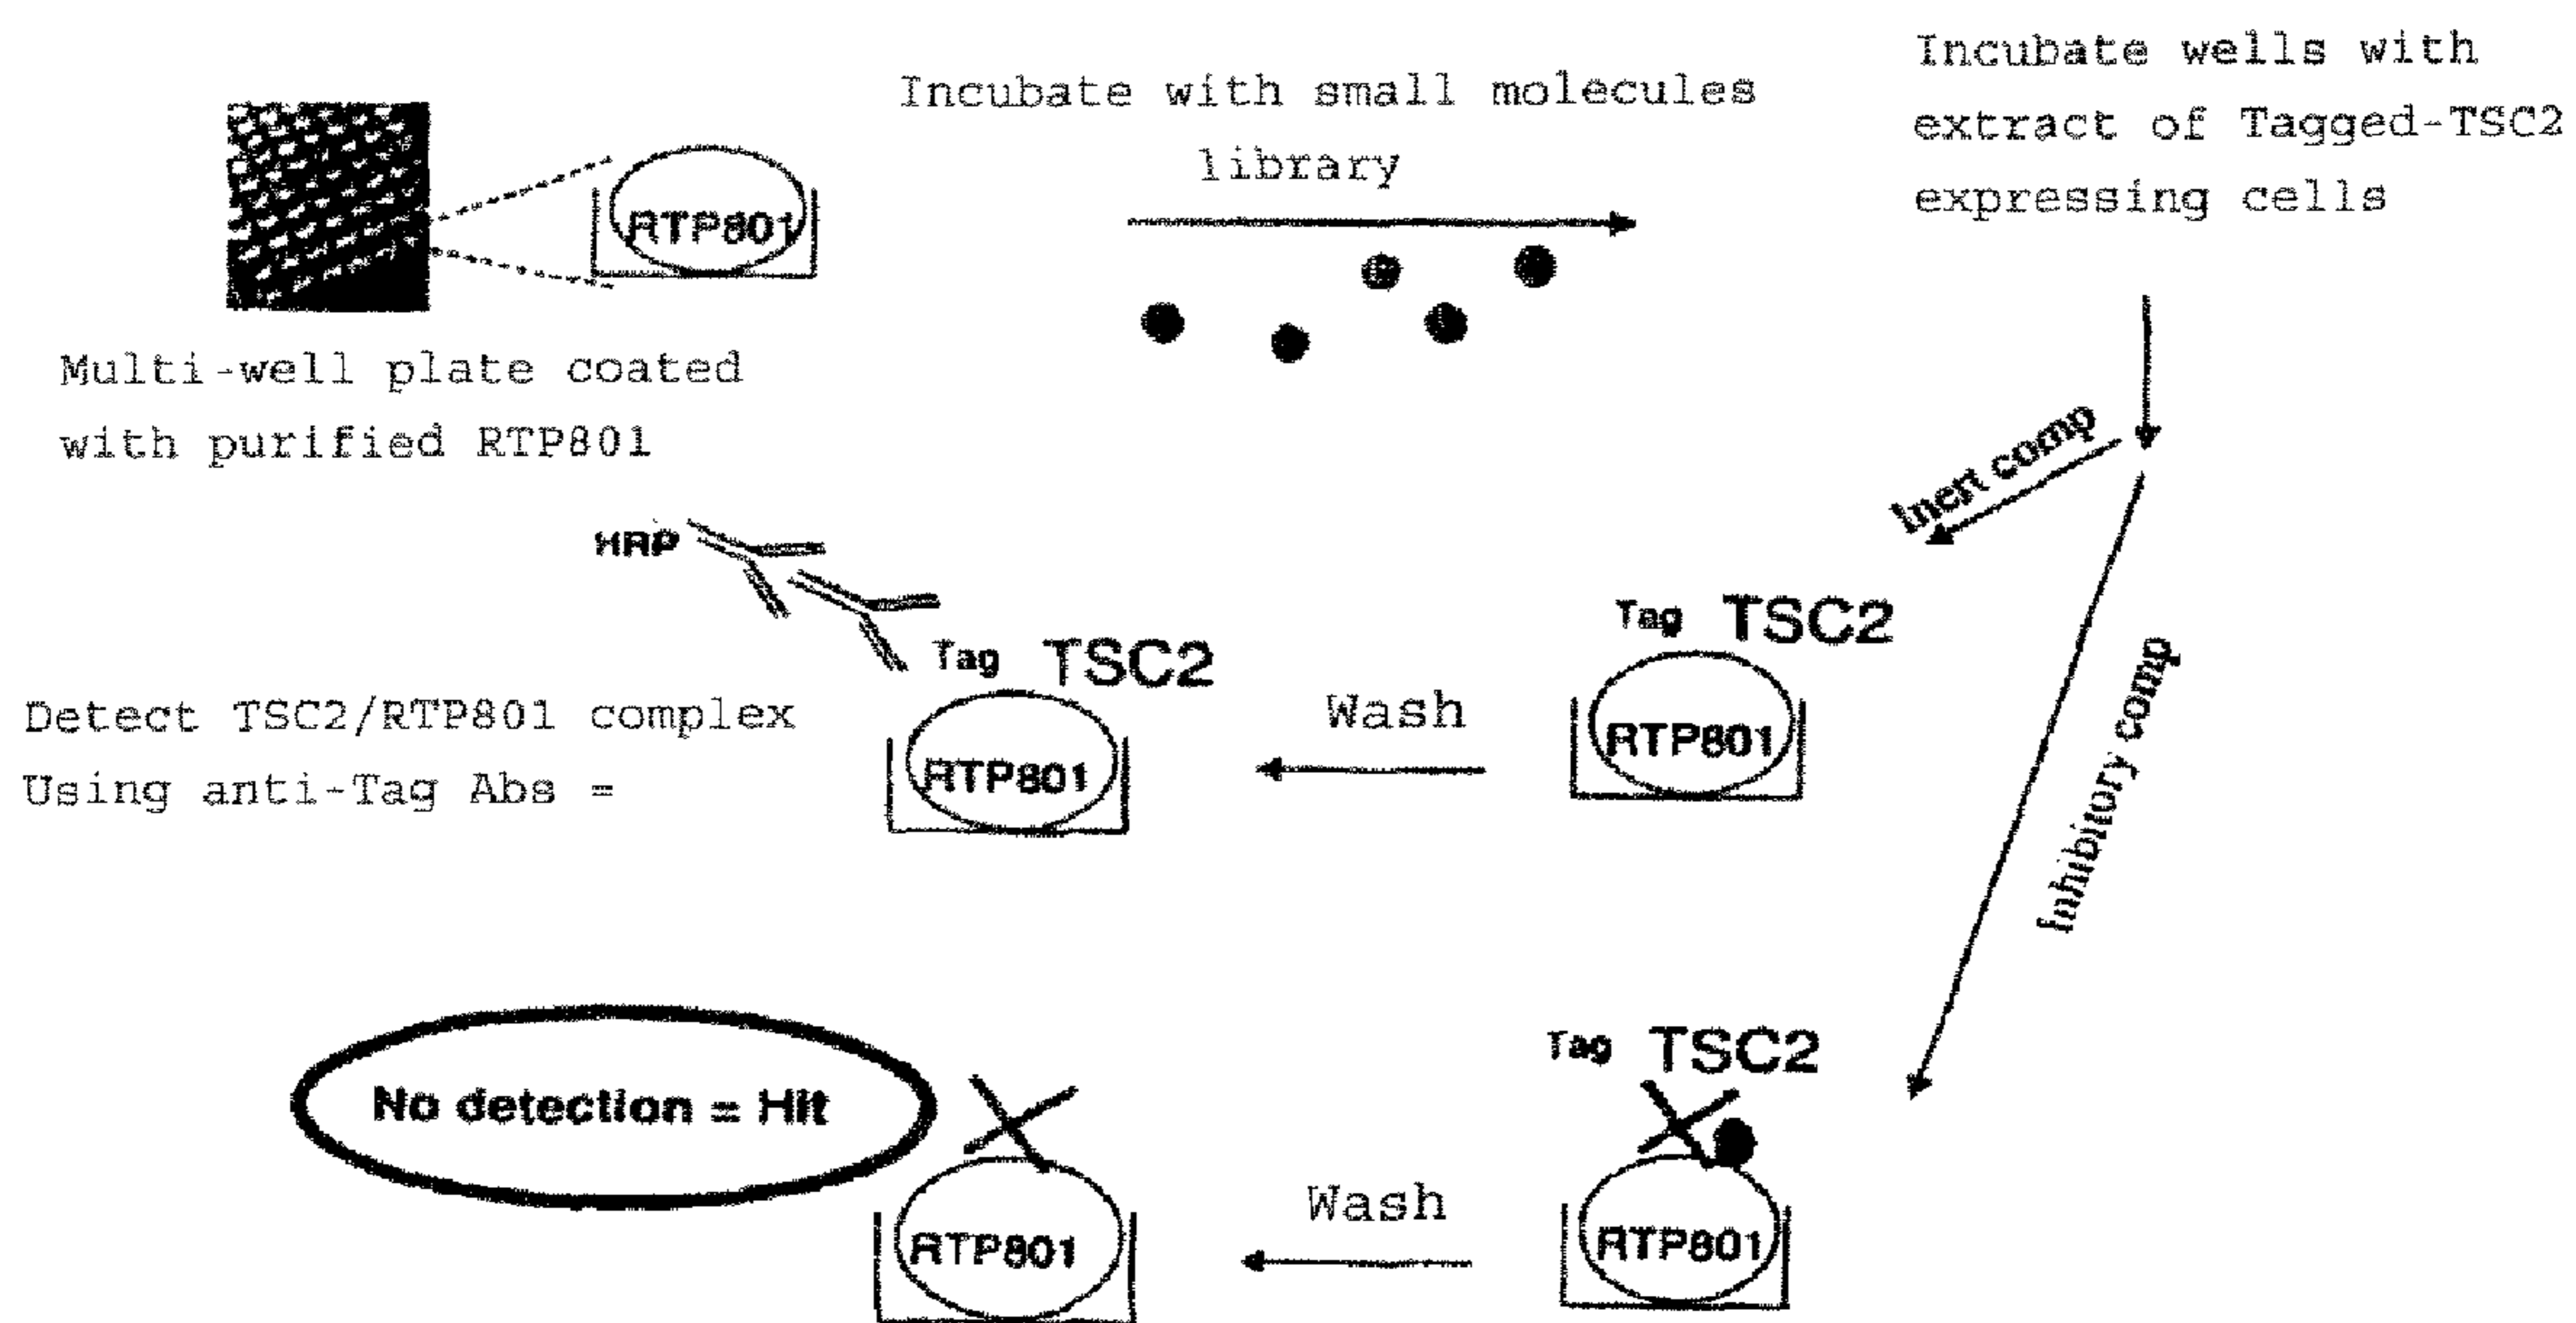 Incubate with small molecules
library
Incubate wells with
extract of Tagged-TSC2
expressing cells
RTP801
Multi-well plate coated
with purified RTP801
Inert comp
Inhibitory comp
HRP
Tag TSC2
RTP801
Wash
Tag TSC2
RTP801
Detect TSC2/RTP801 complex
Using anti-Tag Abs =
Tag TSC2
RTP801
Wash
No detection = Hit
RTP801